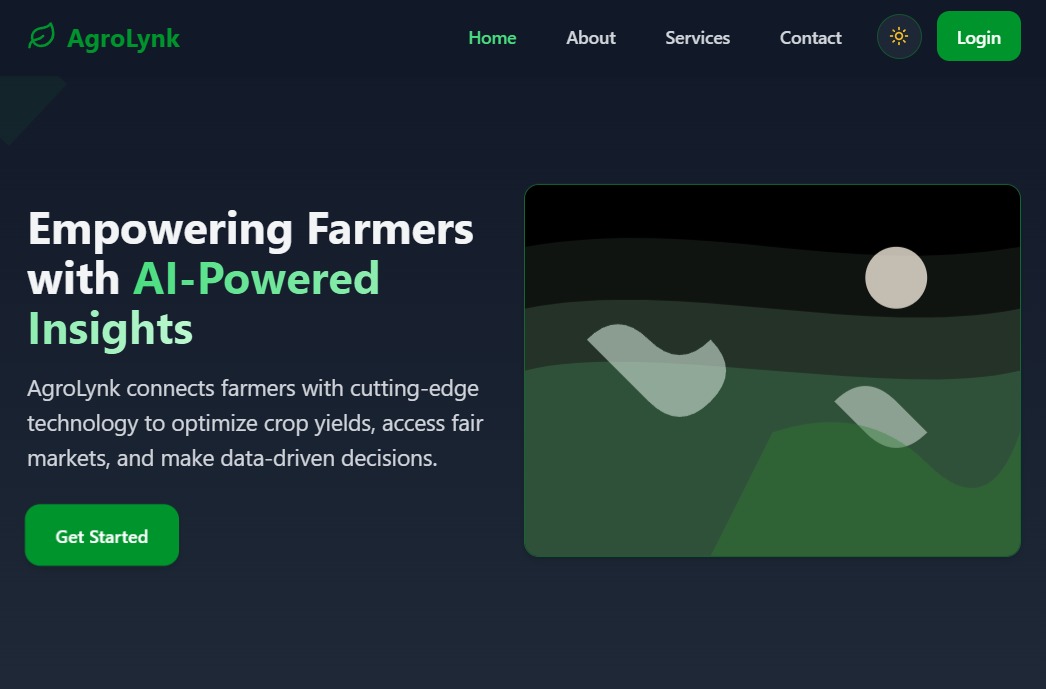 AgroLynk
Home
About
Services
Contact
Login
Empowering Farmers
with AI-Powered
Insights
AgroLynk connects farmers with cutting-edge
technology to optimize crop yields, access fair
markets, and make data-driven decisions.
Get Started